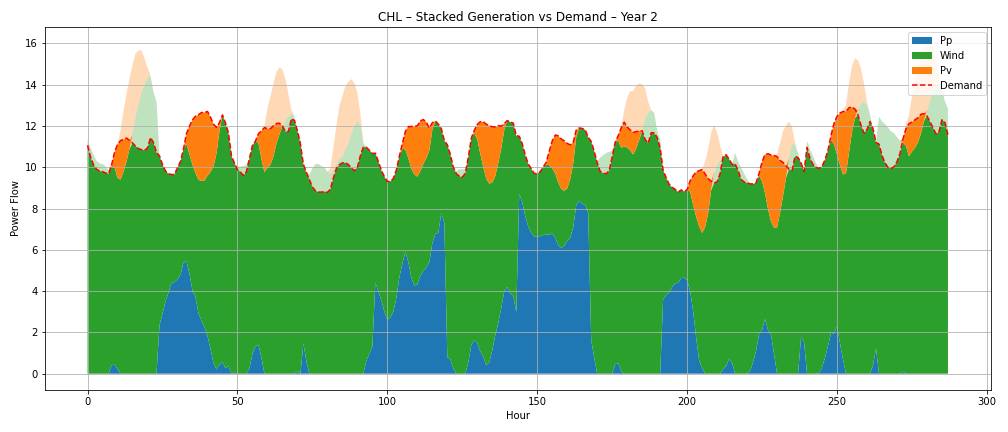 CHL – Stacked Generation vs Demand – Year 2
Pp
Wind
Pv
Demand
Power Flow
16
14
12
10
8
6
4
2
0
0 50 100 150 200 250 300
Hour